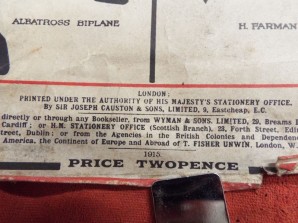 ALBATROSS BIPLANE
H. FARMAN
LONDON:
PRINTED UNDER THE AUTHORITY OF HIS MAJESTY'S STATIONERY OFFICE,
By SIR JOSEPH CAUSTON & SONS, LIMITED, 9, Eastcheap, E.C.
directly or through any Bookseller, from WYMAN & SONS, LIMITED, 29, Breams B
Cardiff; or H.M. STATIONERY OFFICE (Scottish Branch), 23, Forth Street, Edin
Street, Dublin; or from the Agencies in the British Colonies and Dependenc
America, the Continent of Europe and Abroad of T. FISHER UNWIN, London, W.
1915.
PRICE TWOPENCE